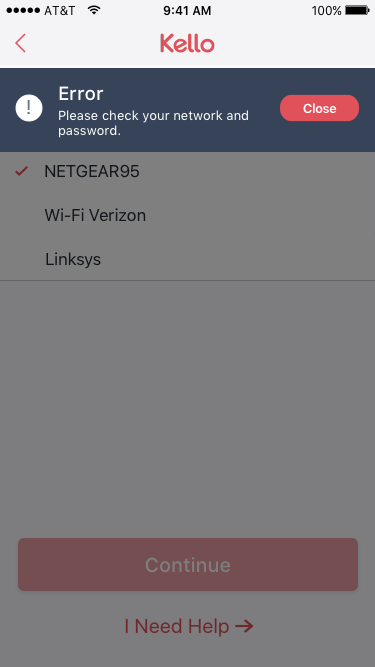 AT&T 9:41 AM 100%
Kello
Error
Please check your network and
password.
Close
NETGEAR95
Wi-Fi Verizon
Linksys
Continue
I Need Help →